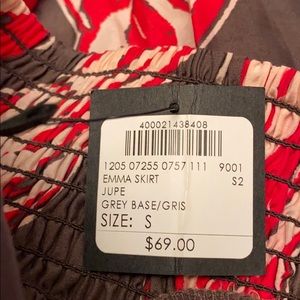 400021438408
1205 07255 0757 111 9001
EMMA SKIRT S2
JUPE
GREY BASE/GRIS
SIZE: S
$69.00